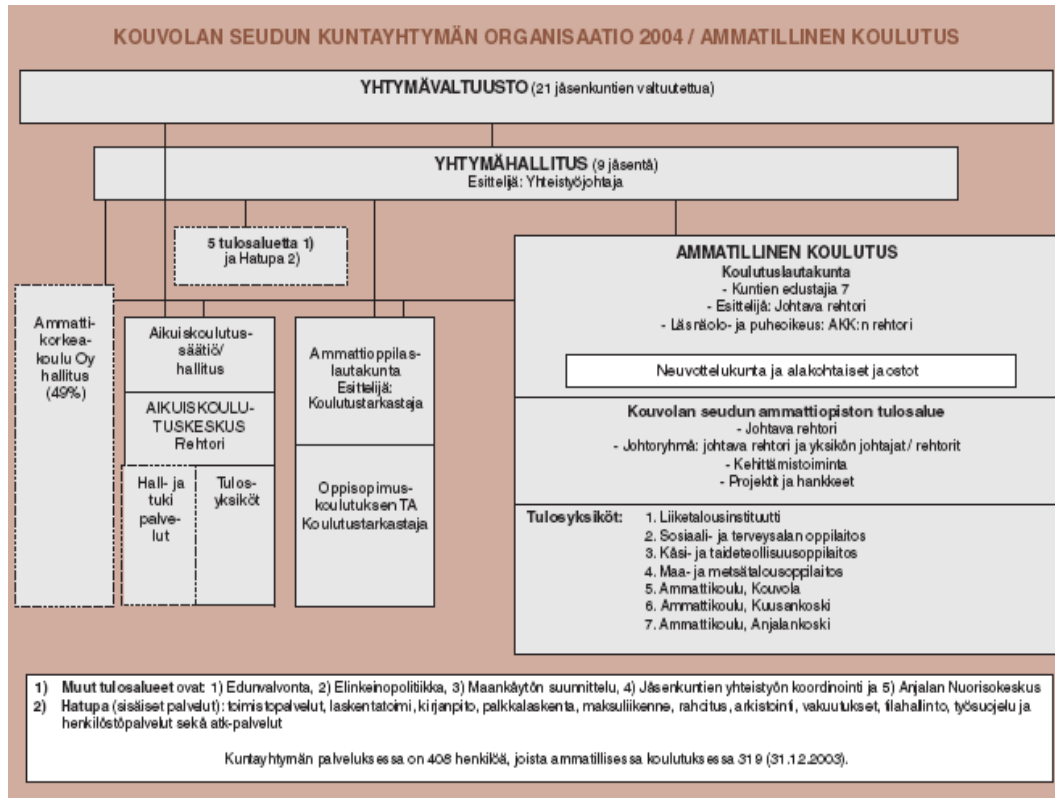 KOUVOLAN SEUDUN KUNTAYHTYMÄN ORGANISAATIO 2004 / AMMATILLINEN KOULUTUS
YHTYMÄVALTUUSTO (21 jäsenkuntien valtuutettua)
YHTYMÄHALLITUS (9 jäsentä)
Esittelijä: Yhteistyöjohtaja
5 tulosaluetta 1)
ja Hatupa 2)
Ammatti-
korkea-
koulu Oy
hallitus
(49%)
Aikuiskoulutus-
säätiö/
hallitus
AIKUISKOULU-
TUSKESKUS
Rehtori
Hall- ja
tuki
palve-
lut
Tulos-
yksiköt
Ammattioppilas-
lautakunta
Esittelijä:
Koulutustarkastaja
Oppisopimus-
koulutuksen TA
Koulutustarkastaja
AMMATILLINEN KOULUTUS
Koulutuslautakunta
- Kuntien edustajia 7
- Esittelijä: Johtava rehtori
- Läsnäolo- ja puheoikeus: AKK:n rehtori
Neuvottelukunta ja alakohtaiset jaostot
Kouvolan seudun ammattiopiston tulosalue
- Johtava rehtori
- Johtoryhmä: johtava rehtori ja yksikön johtajat/ rehtorit
- Kehittämistoiminta
- Projektit ja hankkeet
Tulosyksiköt: 1. Liiketalousinstituutti
2. Sosiaali- ja terveysalan oppilaitos
3. Käsi- ja taideteollisuusoppilaitos
4. Maa- ja metsätalousoppilaitos
5. Ammattikoulu, Kouvola
6. Ammattikoulu, Kuusankoski
7. Ammattikoulu, Anjalankoski
1) Muut tulosalueet ovat: 1) Edunvalvonta, 2) Elinkeinopolitiikka, 3) Maankäytön suunnittelu, 4) Jäsenkuntien yhteistyön koordinointi ja 5) Anjalan Nuorisokeskus
2) Hatupa (sisäiset palvelut): toimistopalvelut, laskentatoimi, kirjanpito, palkkalaskenta, maksuliikenne, rahoitus, arkistointi, vakuutukset, tilahallinto, työsuojelu ja
henkilöstöpalvelut sekä atk-palvelut
Kuntayhtymän palveluksessa on 408 henkilöä, joista ammatillisessa koulutuksessa 319 (31.12.2003).